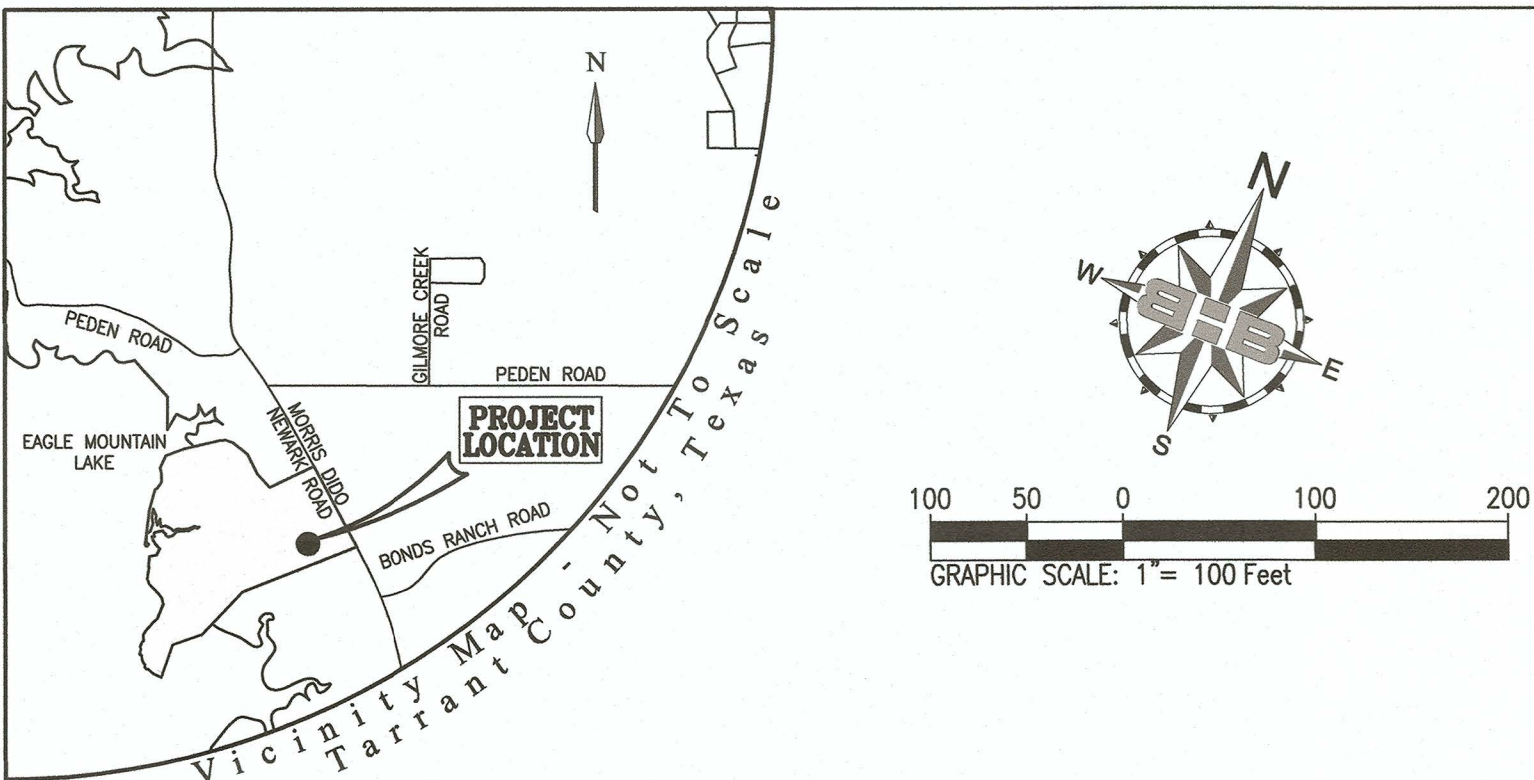 N
GILMORE CREEK
ROAD
PEDEN ROAD
PEDEN ROAD
PROJECT
LOCATION
MORRIS DIDO
NEWARK ROAD
EAGLE MOUNTAIN
LAKE
BONDS RANCH ROAD
Vicinity Map - Not To Scale
Tarrant County, Texas
N
W
B B
E
S
100 50 0 100 200
GRAPHIC SCALE: 1"= 100 Feet